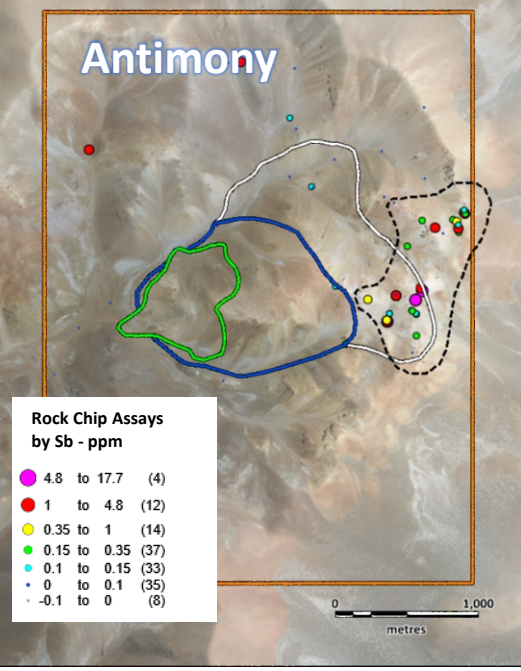 Antimony
Rock Chip Assays
by Sb - ppm
4.8 to 17.7 (4)
1 to 4.8 (12)
0.35 to 1 (14)
0.15 to 0.35 (37)
0.1 to 0.15 (33)
0 to 0.1 (35)
-0.1 to 0 (8)
0 1,000
metres